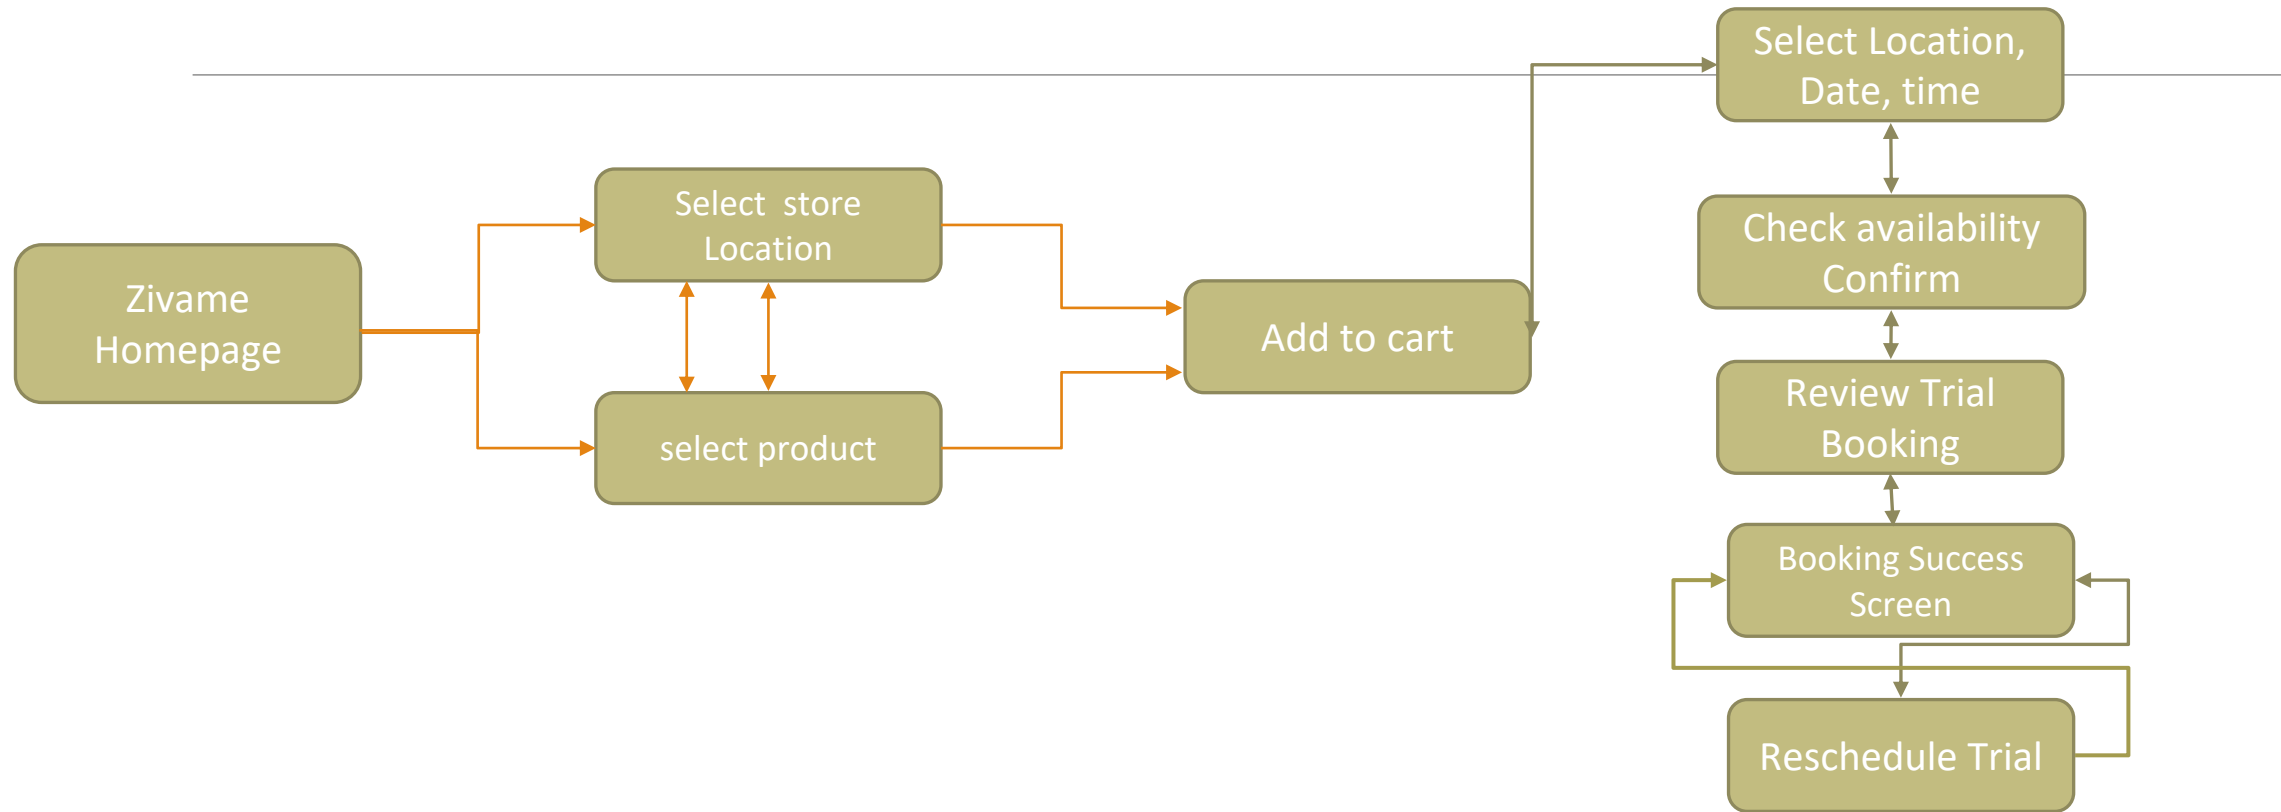 Zivame
Homepage
Select  store
Location
select product
Add to cart
Select Location,
Date, time
Check availability
Confirm
Review Trial
Booking
Booking Success
Screen
Reschedule Trial